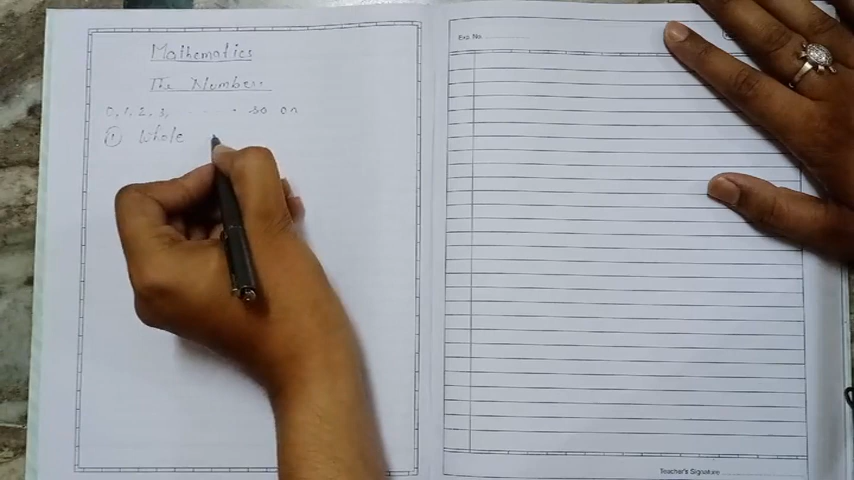 Mathematics
The Numbers
0, 1, 2, 3, ........ so on
① Whole
Exp. No.
Teacher's Signature